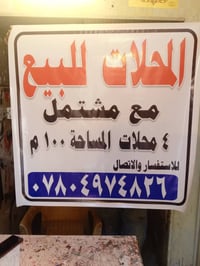 المحلات للبيع
مع مشتمل
٤ محلات المساحة ١٠٠ م
للاستفسار والاتصال
٠٧٨٠٤٩٧٤٨٢٦